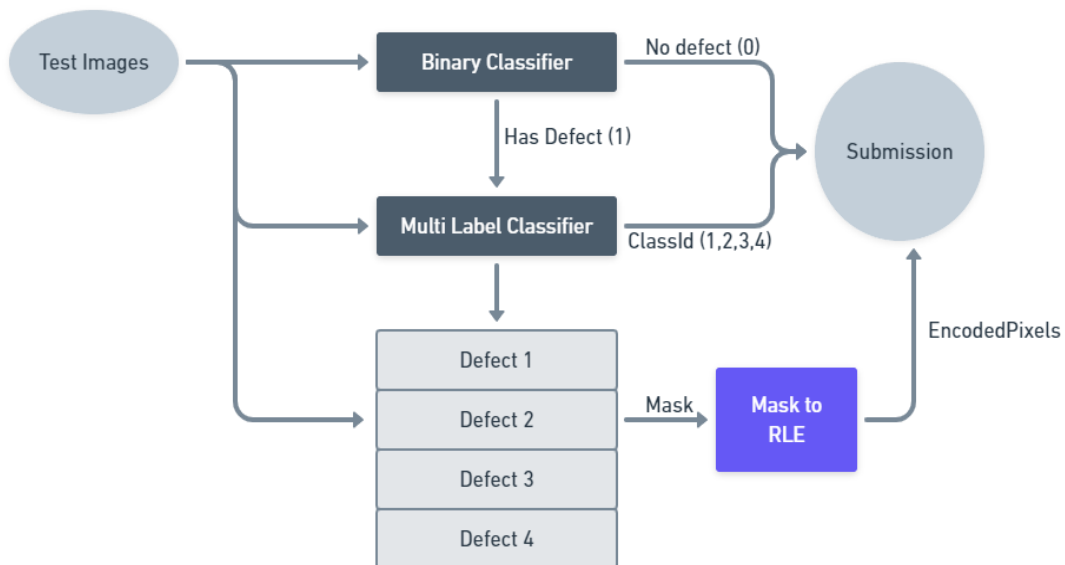 Test Images
Binary Classifier
No defect (0)
Has Defect (1)
Submission
Multi Label Classifier
ClassId (1,2,3,4)
Defect 1
EncodedPixels
Defect 2
Mask
Mask to
RLE
Defect 3
Defect 4